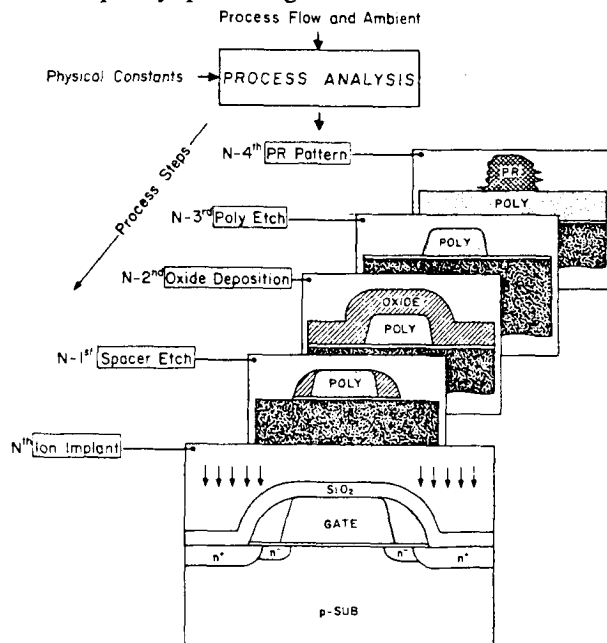 Process Flow and Ambient
Physical Constants
PROCESS ANALYSIS
Process Steps
N-4th PR Pattern
PR
POLY
N-3rd Poly Etch
POLY
N-2nd Oxide Deposition
OXIDE
POLY
N-1st Spacer Etch
POLY
Nth Ion Implant
SiO2
GATE
n+ n- n- n+
p-SUB